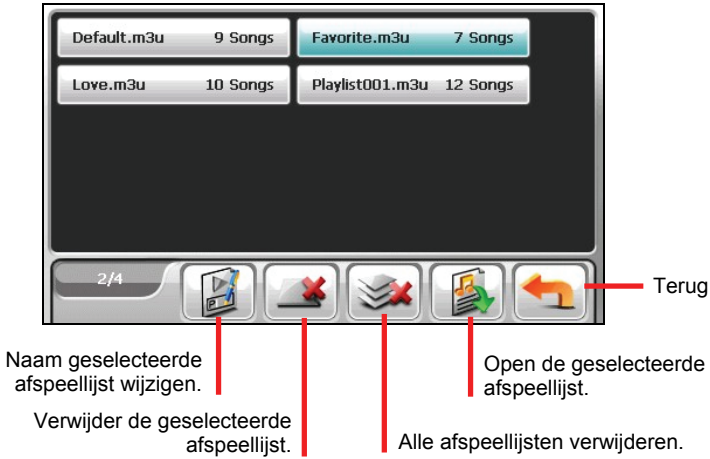 Default.m3u 9 Songs
Favorite.m3u 7 Songs
Love.m3u 10 Songs
Playlist001.m3u 12 Songs
2/4
P
Terug
Naam geselecteerde
afspeellijst wijzigen.
Open de geselecteerde
afspeellijst.
Verwijder de geselecteerde
afspeellijst.
Alle afspeellijsten verwijderen.